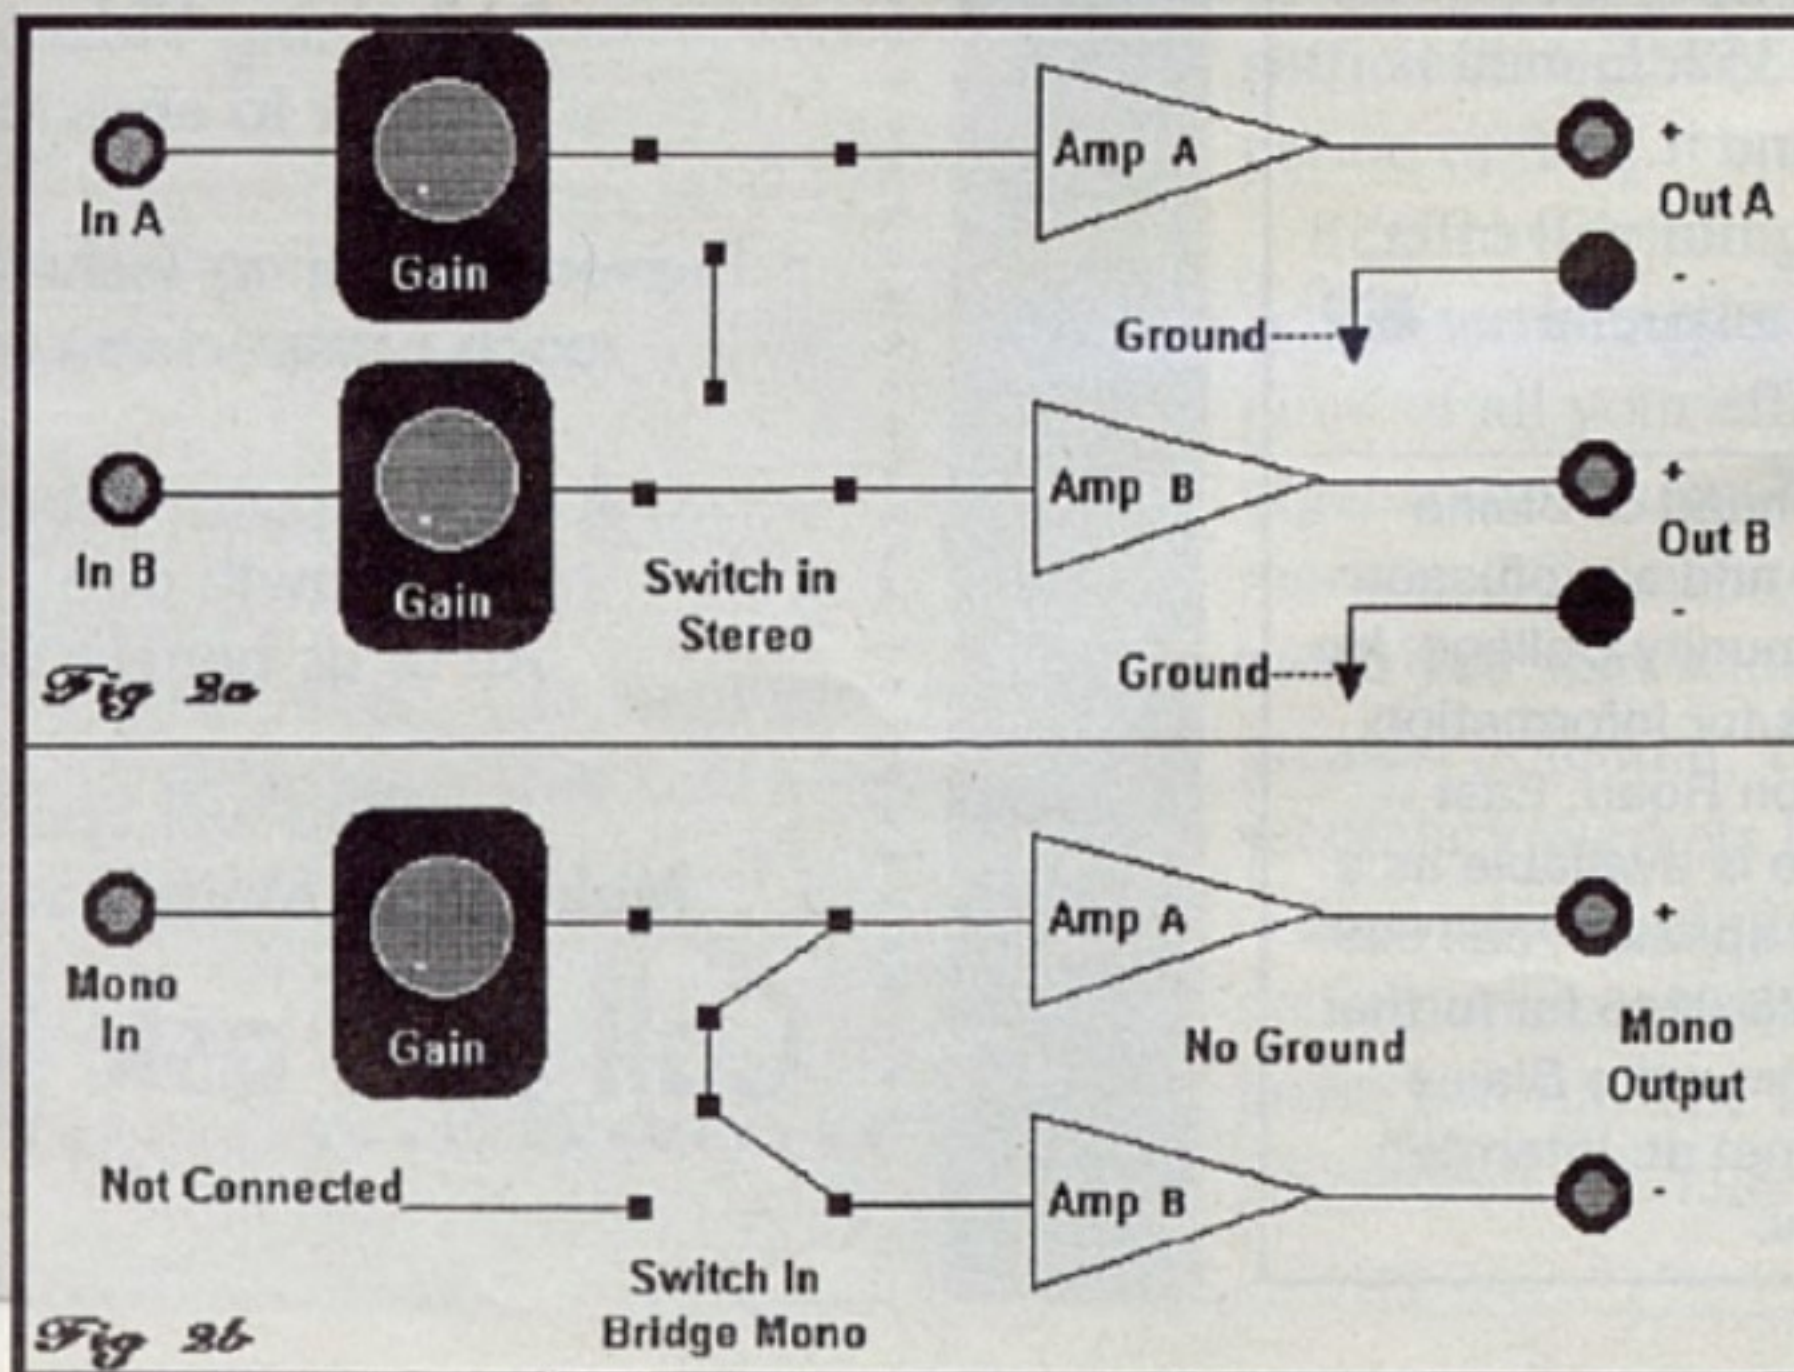 In A
Gain
Amp A
+
Out A
-
Ground
In B
Gain
Switch in
Stereo
Amp B
+
Out B
-
Ground
Fig 2a
Mono
In
Gain
Amp A
+
No Ground
Mono
Output
Not Connected
Amp B
-
Switch In
Bridge Mono
Fig 2b